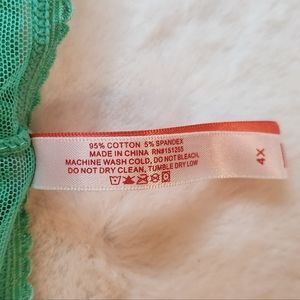 95% COTTON 5% SPANDEX
MADE IN CHINA RN#151255
MACHINE WASH COLD, DO NOT BLEACH,
DO NOT DRY CLEAN, TUMBLE DRY LOW
4X